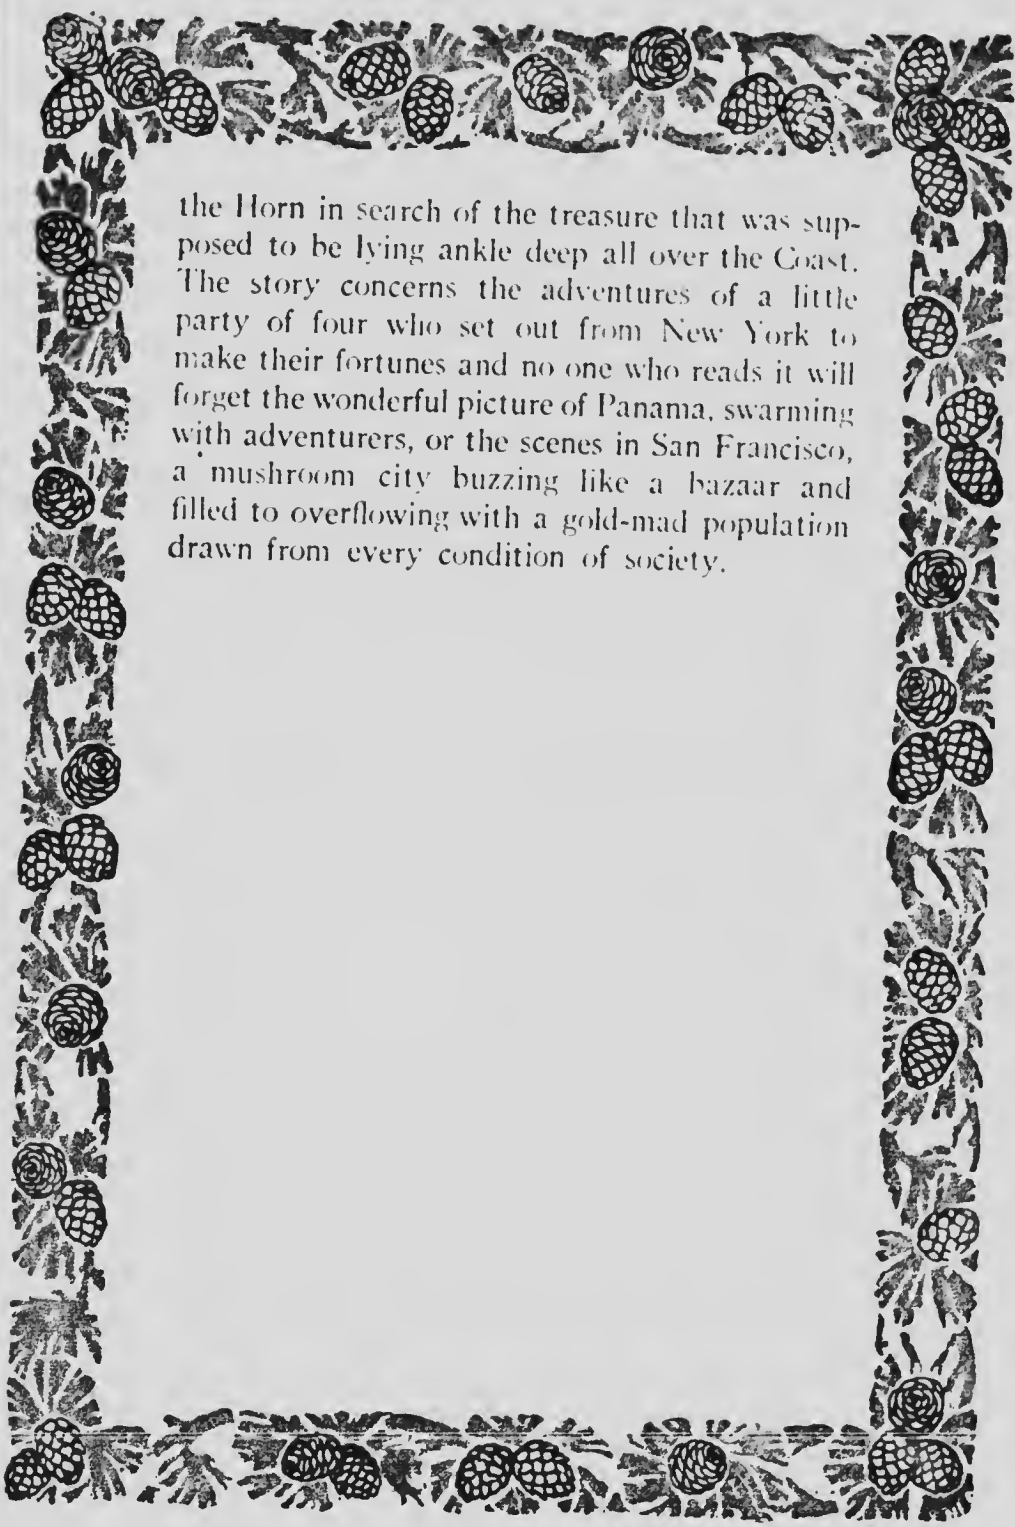 the Horn in search of the treasure that was sup-
posed to be lying ankle deep all over the Coast.
The story concerns the adventures of a little
party of four who set out from New York to
make their fortunes and no one who reads it will
forget the wonderful picture of Panama, swarming
with adventurers, or the scenes in San Francisco,
a mushroom city buzzing like a bazaar and
filled to overflowing with a gold-mad population
drawn from every condition of society.